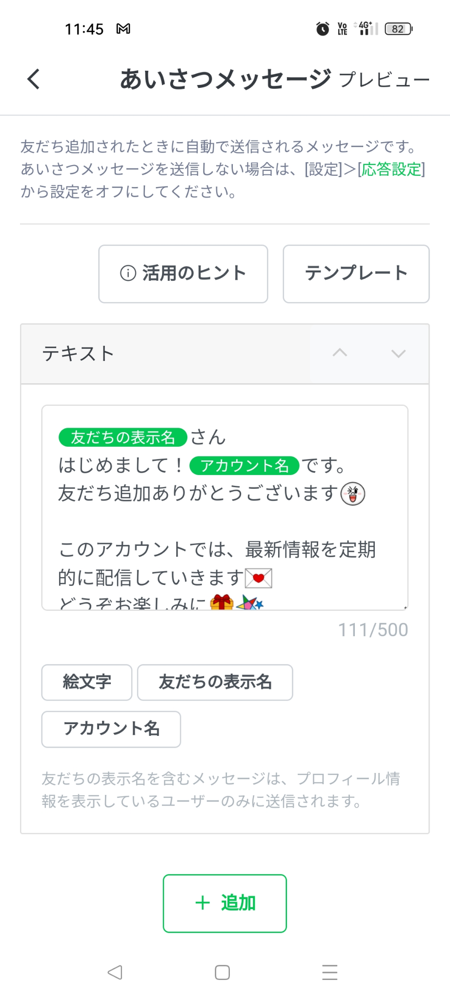 11:45
Vo LTE 4G+ 82
あいさつメッセージ プレビュー
友だち追加されたときに自動で送信されるメッセージです。
あいさつメッセージを送信しない場合は、[設定]＞[応答設定]
から設定をオフにしてください。
活用のヒント テンプレート
テキスト
友だちの表示名 さん
はじめまして！ アカウント名 です。
友だち追加ありがとうございます
このアカウントでは、最新情報を定期
的に配信していきます
どうぞお楽しみに
111/500
絵文字 友だちの表示名
アカウント名
友だちの表示名を含むメッセージは、プロフィール情
報を表示しているユーザーのみに送信されます。
＋ 追加